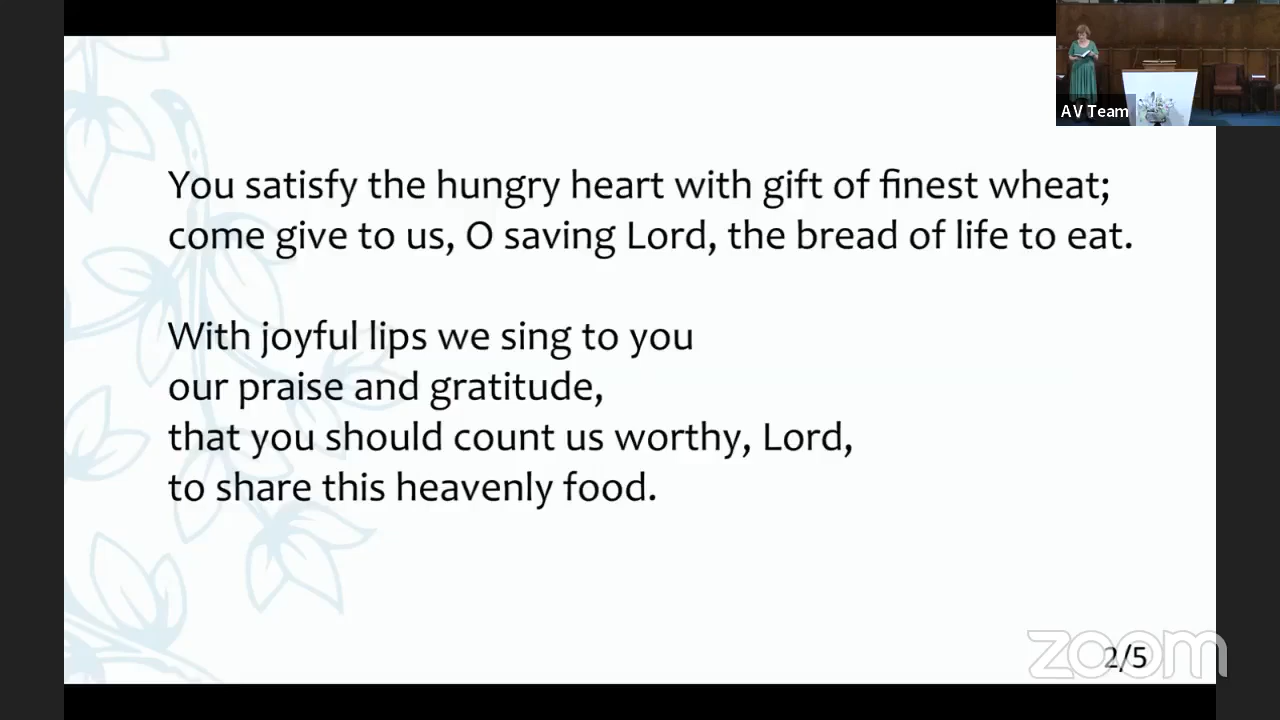 AV Team
You satisfy the hungry heart with gift of finest wheat;
come give to us, O saving Lord, the bread of life to eat.
With joyful lips we sing to you
our praise and gratitude,
that you should count us worthy, Lord,
to share this heavenly food.
zoom
2/5